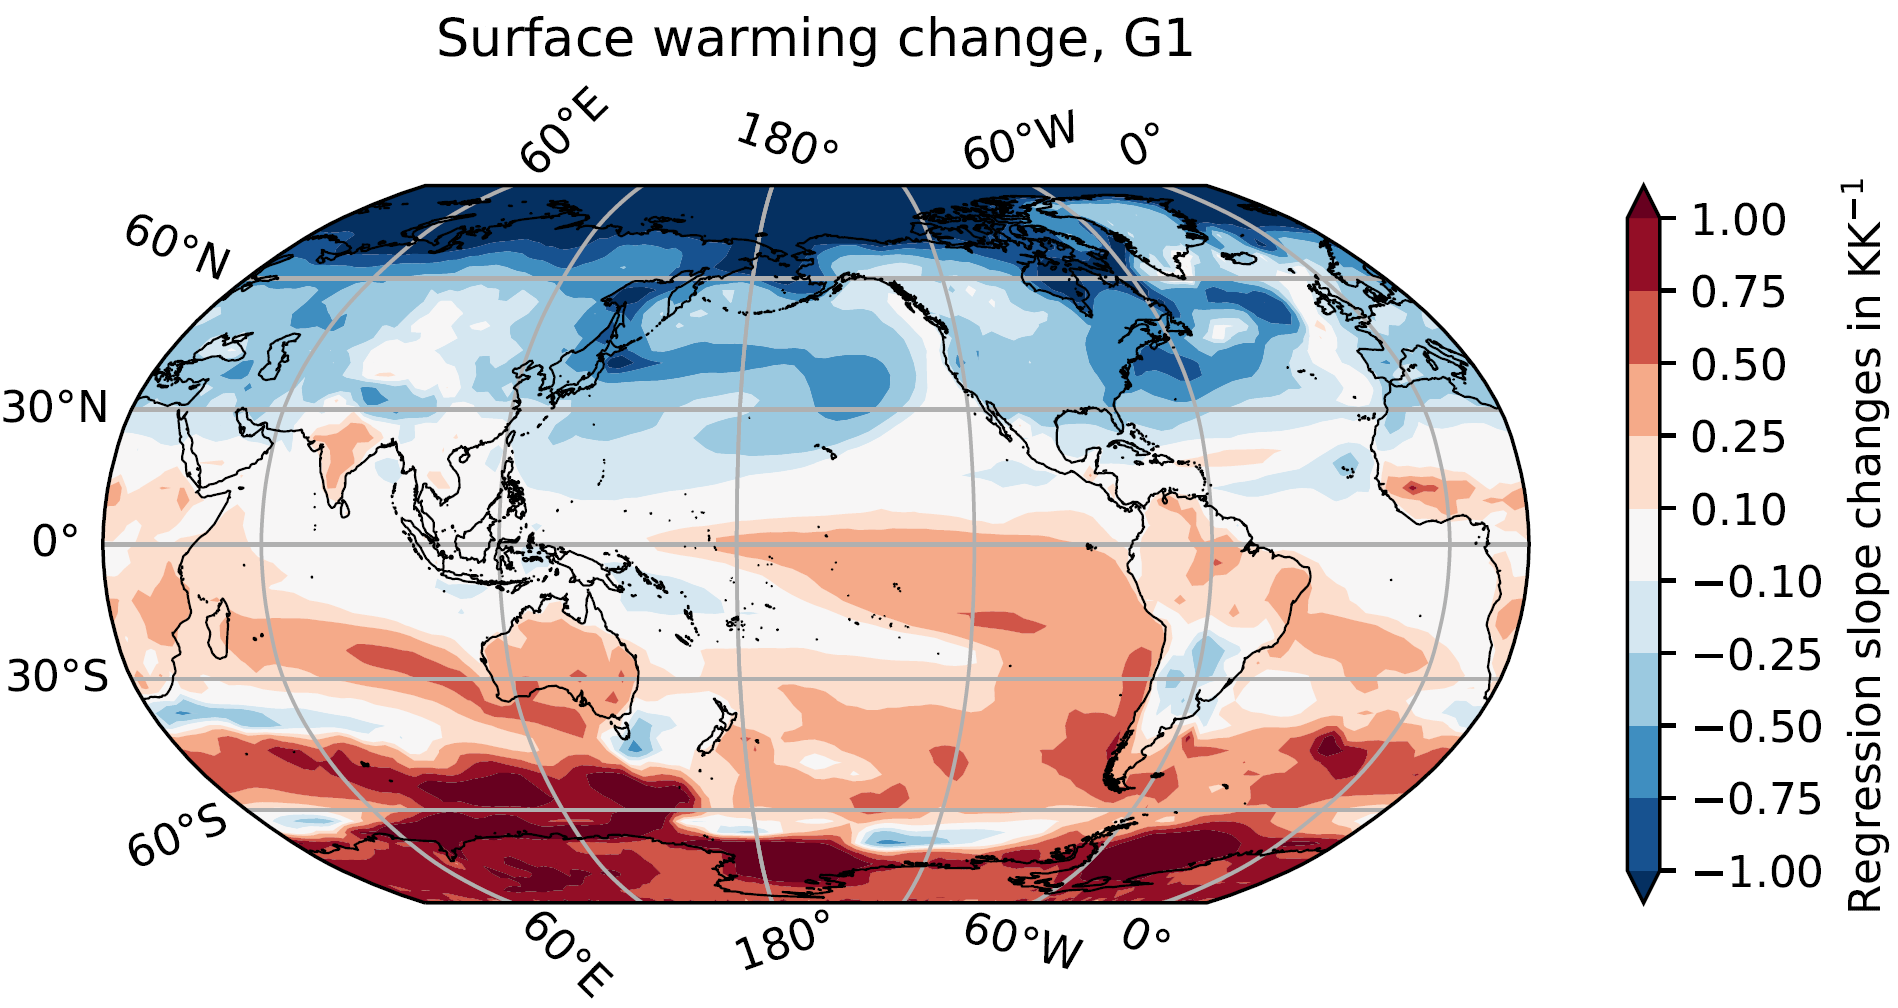 Surface warming change, G1
60°E
180°
60°W
0°
60°N
30°N
0°
30°S
60°S
60°E
180°
60°W
0°
1.00
0.75
0.50
0.25
0.10
−0.10
−0.25
−0.50
−0.75
−1.00
Regression slope changes in KK⁻¹